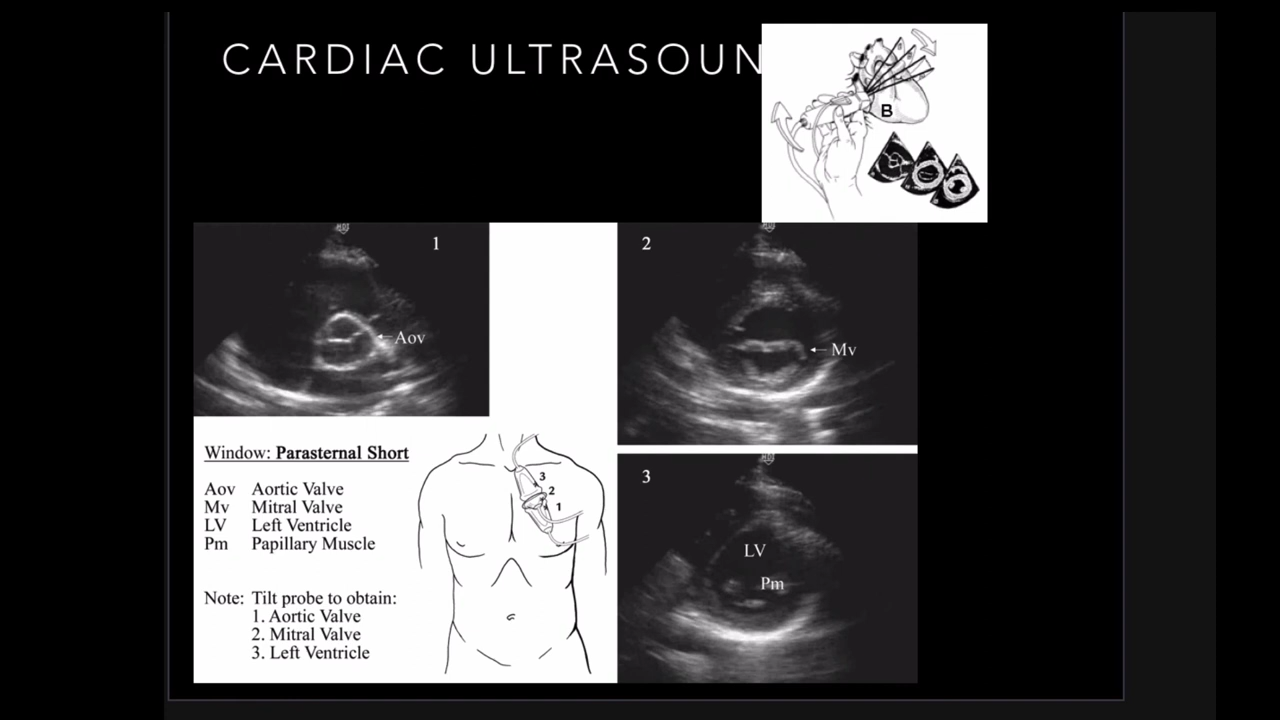 CARDIAC ULTRASOUN
B
1
Aov
2
Mv
Window: Parasternal Short
Aov Aortic Valve
Mv Mitral Valve
LV Left Ventricle
Pm Papillary Muscle
Note: Tilt probe to obtain:
1. Aortic Valve
2. Mitral Valve
3. Left Ventricle
3
2
1
3
LV
Pm